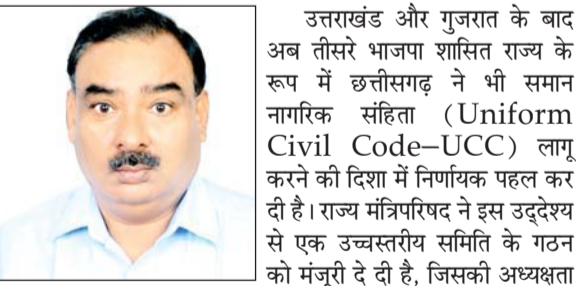 उत्तराखंड और गुजरात के बाद
अब तीसरे भाजपा शासित राज्य के
रूप में छत्तीसगढ़ ने भी समान
नागरिक संहिता (Uniform
Civil Code–UCC) लागू
करने की दिशा में निर्णायक पहल कर
दी है। राज्य मंत्रिपरिषद ने इस उद्देश्य
से एक उच्चस्तरीय समिति के गठन
को मंजूरी दे दी है, जिसकी अध्यक्षता